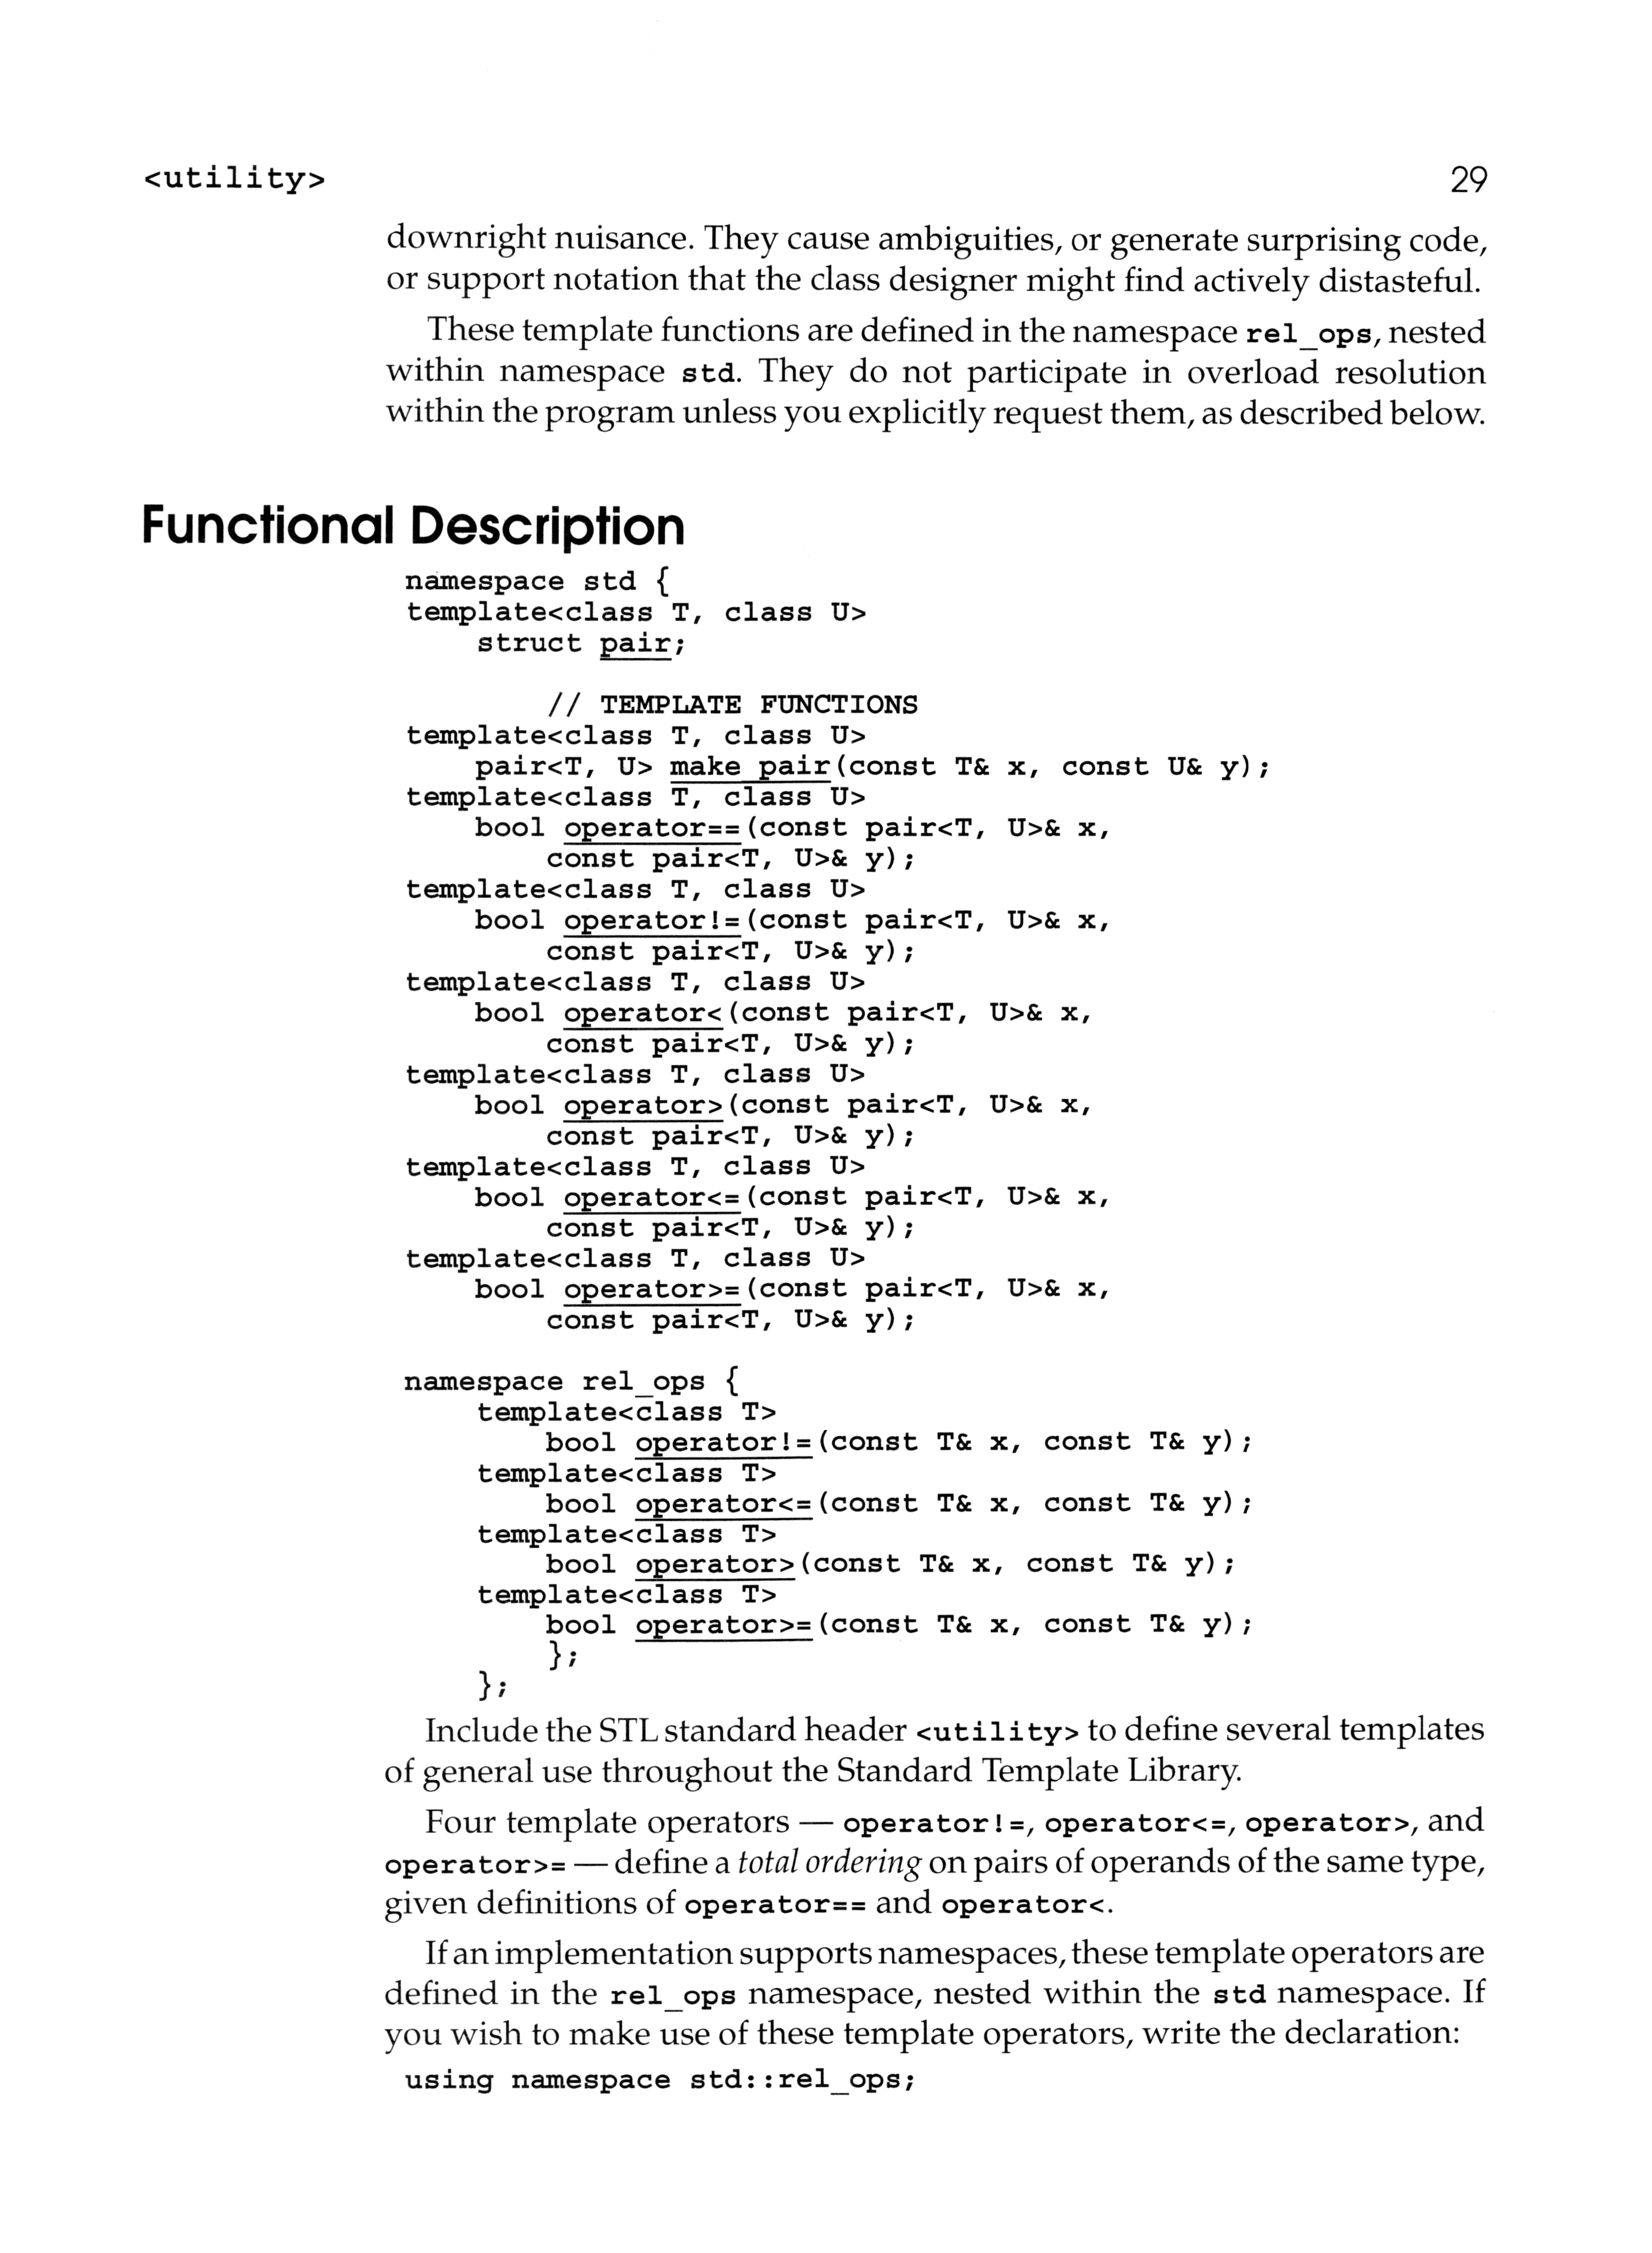 <utility>
29
downright nuisance. They cause ambiguities, or generate surprising code,
or support notation that the class designer might find actively distasteful.
These template functions are defined in the namespace rel_ops, nested
within namespace std. They do not participate in overload resolution
within the program unless you explicitly request them, as described below.
Functional Description
namespace std {
template<class T, class U>
    struct pair;

        // TEMPLATE FUNCTIONS
template<class T, class U>
    pair<T, U> make_pair(const T& x, const U& y);
template<class T, class U>
    bool operator==(const pair<T, U>& x,
        const pair<T, U>& y);
template<class T, class U>
    bool operator!=(const pair<T, U>& x,
        const pair<T, U>& y);
template<class T, class U>
    bool operator<(const pair<T, U>& x,
        const pair<T, U>& y);
template<class T, class U>
    bool operator>(const pair<T, U>& x,
        const pair<T, U>& y);
template<class T, class U>
    bool operator<=(const pair<T, U>& x,
        const pair<T, U>& y);
template<class T, class U>
    bool operator>=(const pair<T, U>& x,
        const pair<T, U>& y);

namespace rel_ops {
    template<class T>
        bool operator!=(const T& x, const T& y);
    template<class T>
        bool operator<=(const T& x, const T& y);
    template<class T>
        bool operator>(const T& x, const T& y);
    template<class T>
        bool operator>=(const T& x, const T& y);
        };
    };
Include the STL standard header <utility> to define several templates
of general use throughout the Standard Template Library.
Four template operators — operator!=, operator<=, operator>, and
operator>= — define a total ordering on pairs of operands of the same type,
given definitions of operator== and operator<.
If an implementation supports namespaces, these template operators are
defined in the rel_ops namespace, nested within the std namespace. If
you wish to make use of these template operators, write the declaration:
using namespace std::rel_ops;